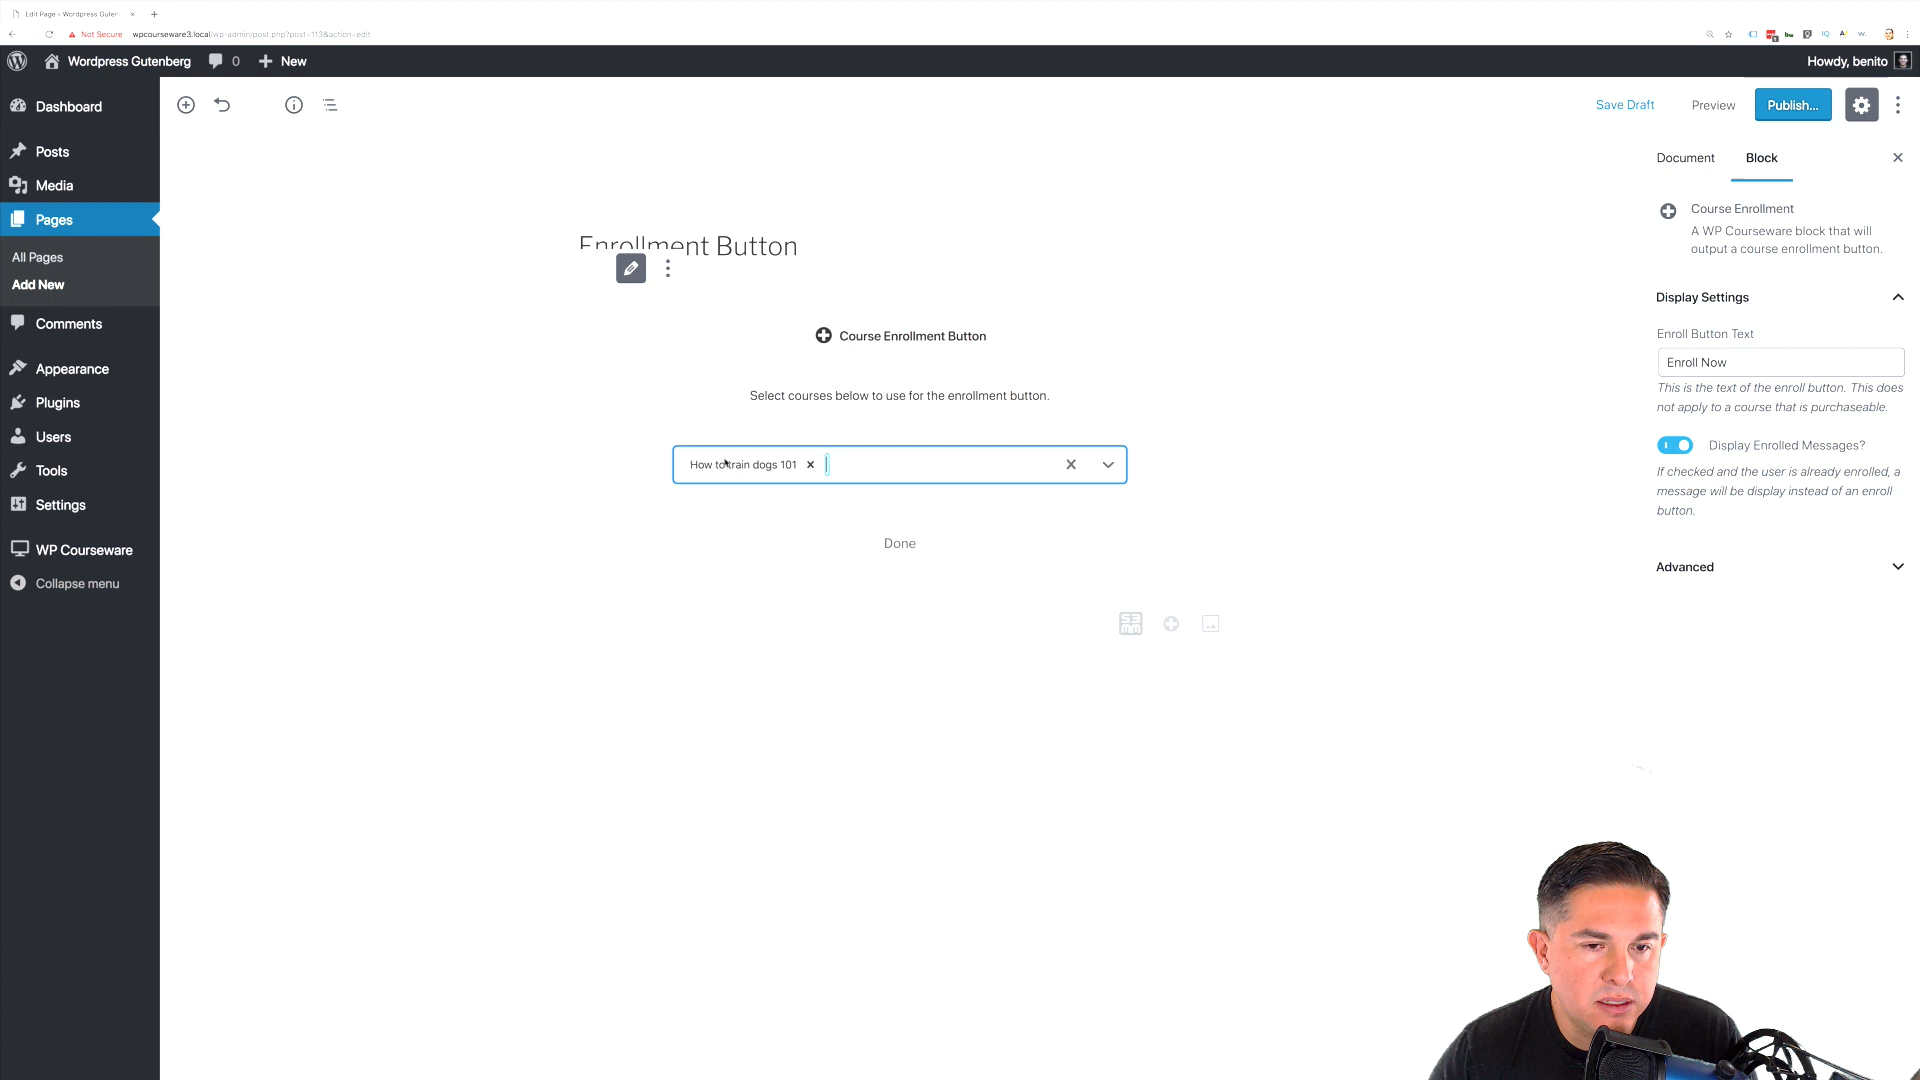 Edit Page ‹ Wordpress Guter
Not Secure
wpcourseware3.local/wp-admin/post.php?post=113&action=edit
Wordpress Gutenberg
0
New
Howdy, benito
Dashboard
Posts
Media
Pages
All Pages
Add New
Comments
Appearance
Plugins
Users
Tools
Settings
WP Courseware
Collapse menu
Save Draft
Preview
Publish...
Enrollment Button
Course Enrollment Button
Select courses below to use for the enrollment button.
How to train dogs 101
Done
Document
Block
Course Enrollment
A WP Courseware block that will
output a course enrollment button.
Display Settings
Enroll Button Text
Enroll Now
This is the text of the enroll button. This does
not apply to a course that is purchaseable.
Display Enrolled Messages?
If checked and the user is already enrolled, a
message will be display instead of an enroll
button.
Advanced